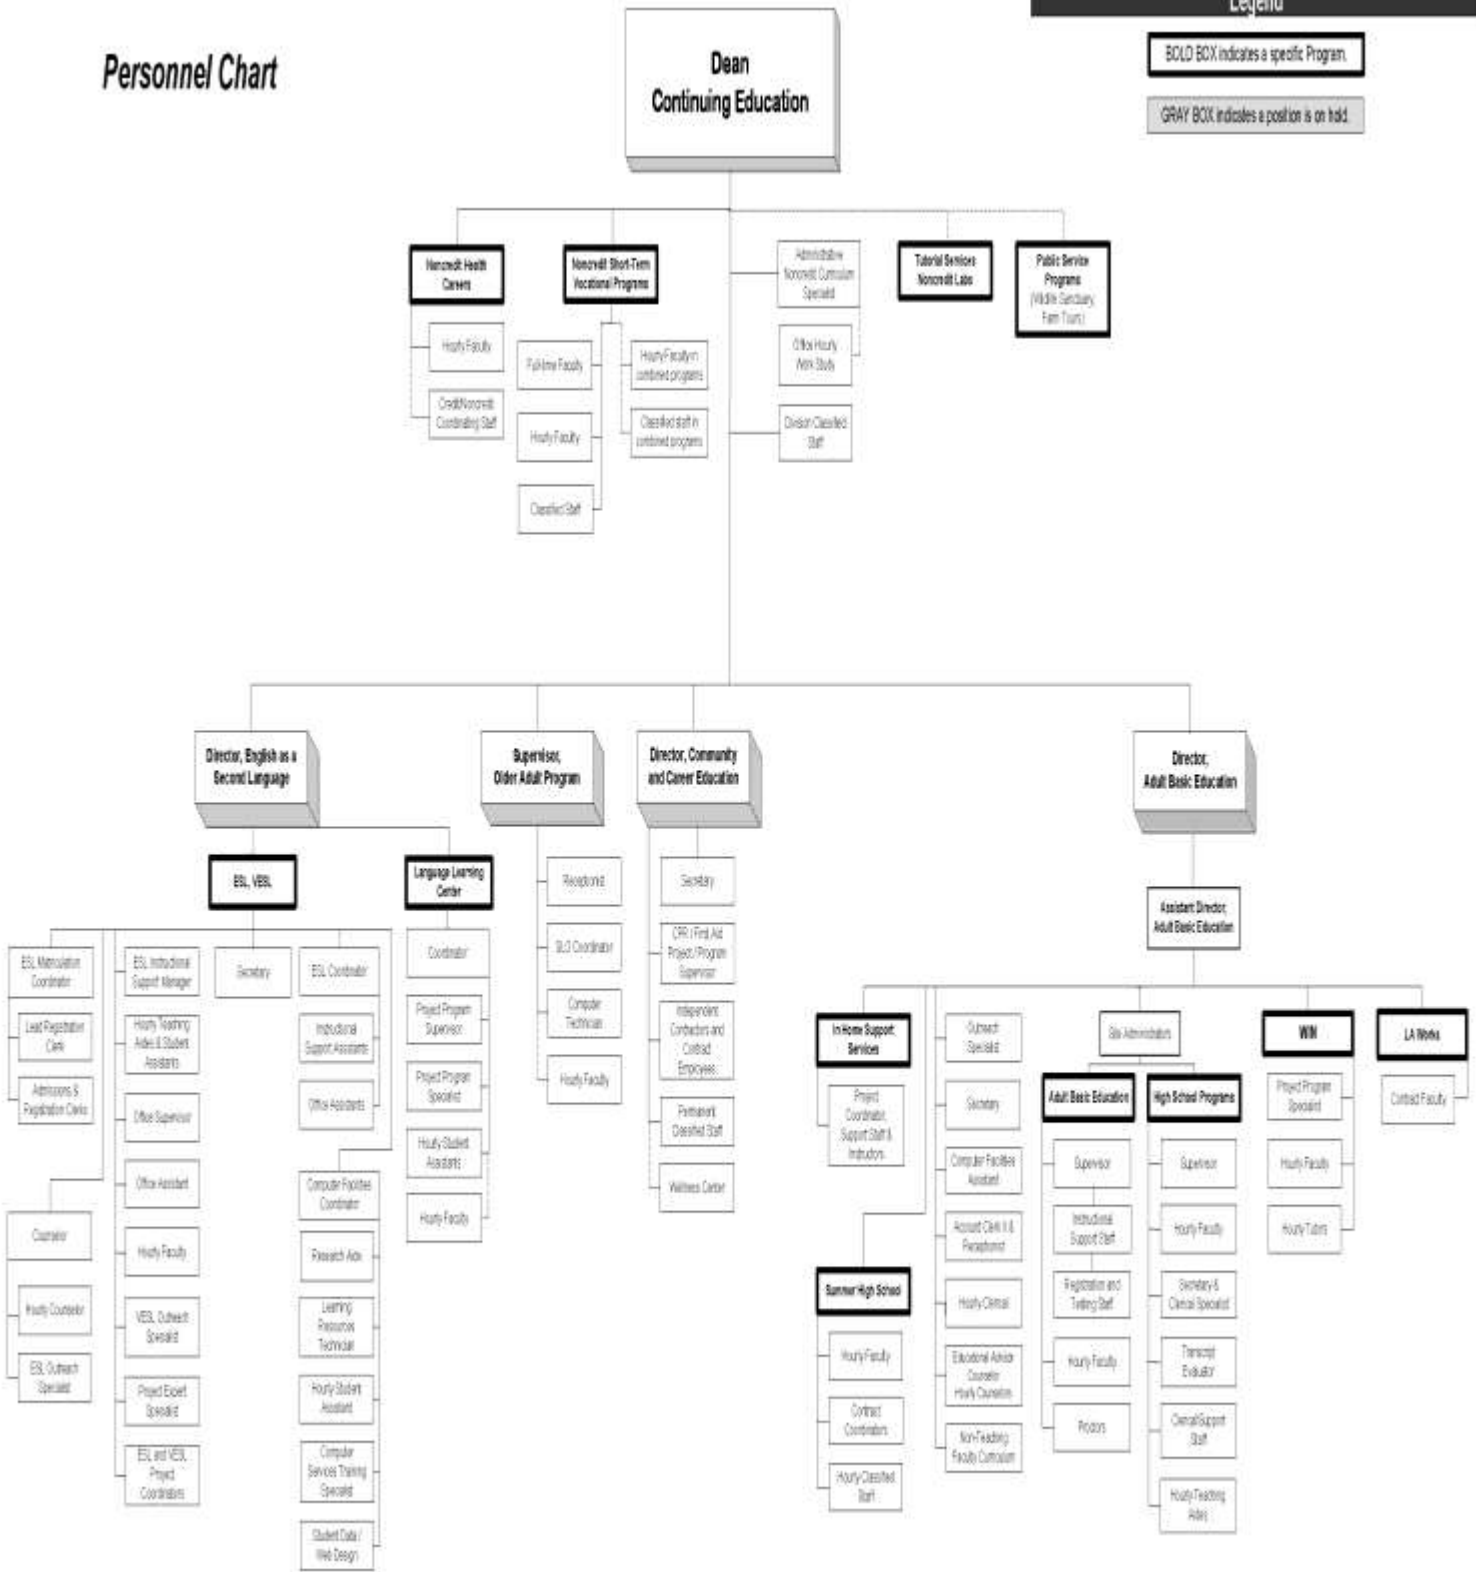 Legend
Personnel Chart
Dean
Continuing Education
BOLD BOX indicates a specific Program.
GRAY BOX indicates a position is on hold.
Noncredit Health
Careers
Noncredit Short-Term
Vocational Programs
Administrative
Noncredit Curriculum
Specialist
Tutorial Services
Noncredit Labs
Public Service
Programs
(Wildlife Sanctuary,
Farm Tours)
Hourly Faculty
Credit/Noncredit
Coordinating Staff
Full-time Faculty
Hourly Faculty
Classified Staff
Hourly Faculty in
combined programs
Classified staff in
combined programs
Office Hourly
Work Study
Division Classified
Staff
Director, English as a
Second Language
Supervisor,
Older Adult Program
Director, Community
and Career Education
Director,
Adult Basic Education
ESL, VESL
Language Learning
Center
ESL Matriculation
Coordinator
Lead Registration
Clerk
Admissions &
Registration Clerks
Counselor
Hourly Counselor
ESL Outreach
Specialist
ESL Instructional
Support Manager
Hourly Teaching
Aides & Student
Assistants
Office Supervisor
Office Assistant
Hourly Faculty
VESL Outreach
Specialist
Project Expert
Specialist
ESL and VESL
Project
Coordinators
Secretary
ESL Coordinator
Instructional
Support Assistants
Office Assistants
Computer Facilities
Coordinator
Research Aide
Learning
Resources
Technician
Hourly Student
Assistant
Computer
Services Training
Specialist
Student Data /
Web Design
Coordinator
Project Program
Supervisor
Project Program
Specialist
Hourly Student
Assistants
Hourly Faculty
Receptionist
SLO Coordinator
Computer
Technician
Hourly Faculty
Secretary
CPR / First Aid
Project / Program
Supervisor
Independent
Contractors and
Contract
Employees
Permanent
Classified Staff
Wellness Center
Assistant Director,
Adult Basic Education
In Home Support
Services
Project
Coordinator,
Support Staff &
Instructors
Summer High School
Hourly Faculty
Contract
Coordinators
Hourly Classified
Staff
Outreach
Specialist
Secretary
Computer Facilities
Assistant
Account Clerk II &
Receptionist
Hourly Clerical
Educational Advisor
Counselor
Hourly Counselors
Non-Teaching
Faculty Curriculum
Site Administrators
Adult Basic Education
Supervisor
Instructional
Support Staff
Registration and
Testing Staff
Hourly Faculty
Proctors
High School Programs
Supervisor
Hourly Faculty
Secretary &
Clerical Specialist
Transcript
Evaluator
Clerical/Support
Staff
Hourly Teaching
Aides
WIN
Project Program
Specialist
Hourly Faculty
Hourly Tutors
LA Works
Contract Faculty